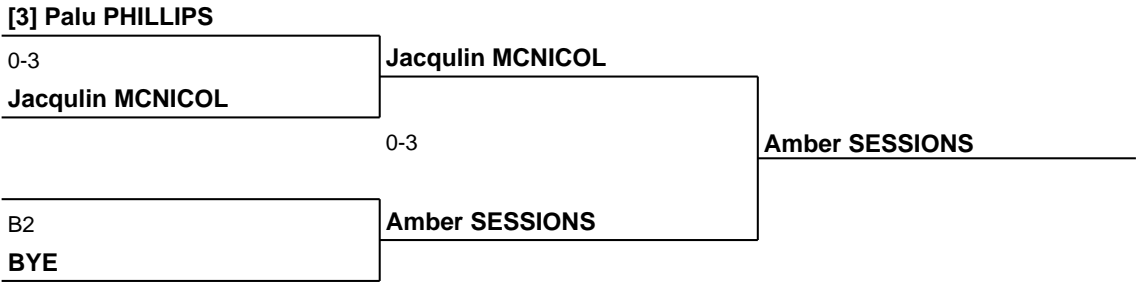 [3] Palu PHILLIPS
0-3
Jacqulin MCNICOL
Jacqulin MCNICOL
0-3
Amber SESSIONS
B2
Amber SESSIONS
BYE